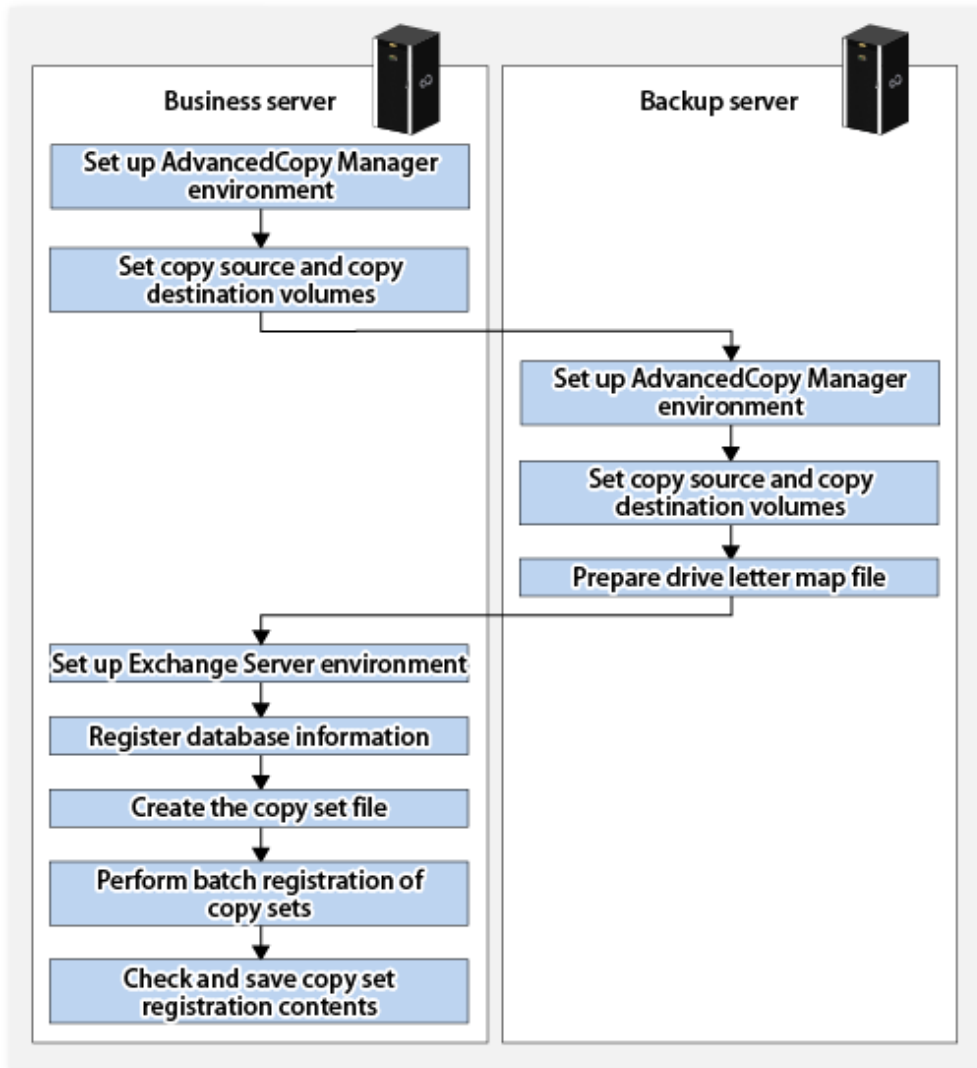 Business server
Backup server
Set up AdvancedCopy Manager
environment
Set copy source and copy
destination volumes
Set up AdvancedCopy Manager
environment
Set copy source and copy
destination volumes
Prepare drive letter map file
Set up Exchange Server environment
Register database information
Create the copy set file
Perform batch registration of
copy sets
Check and save copy set
registration contents